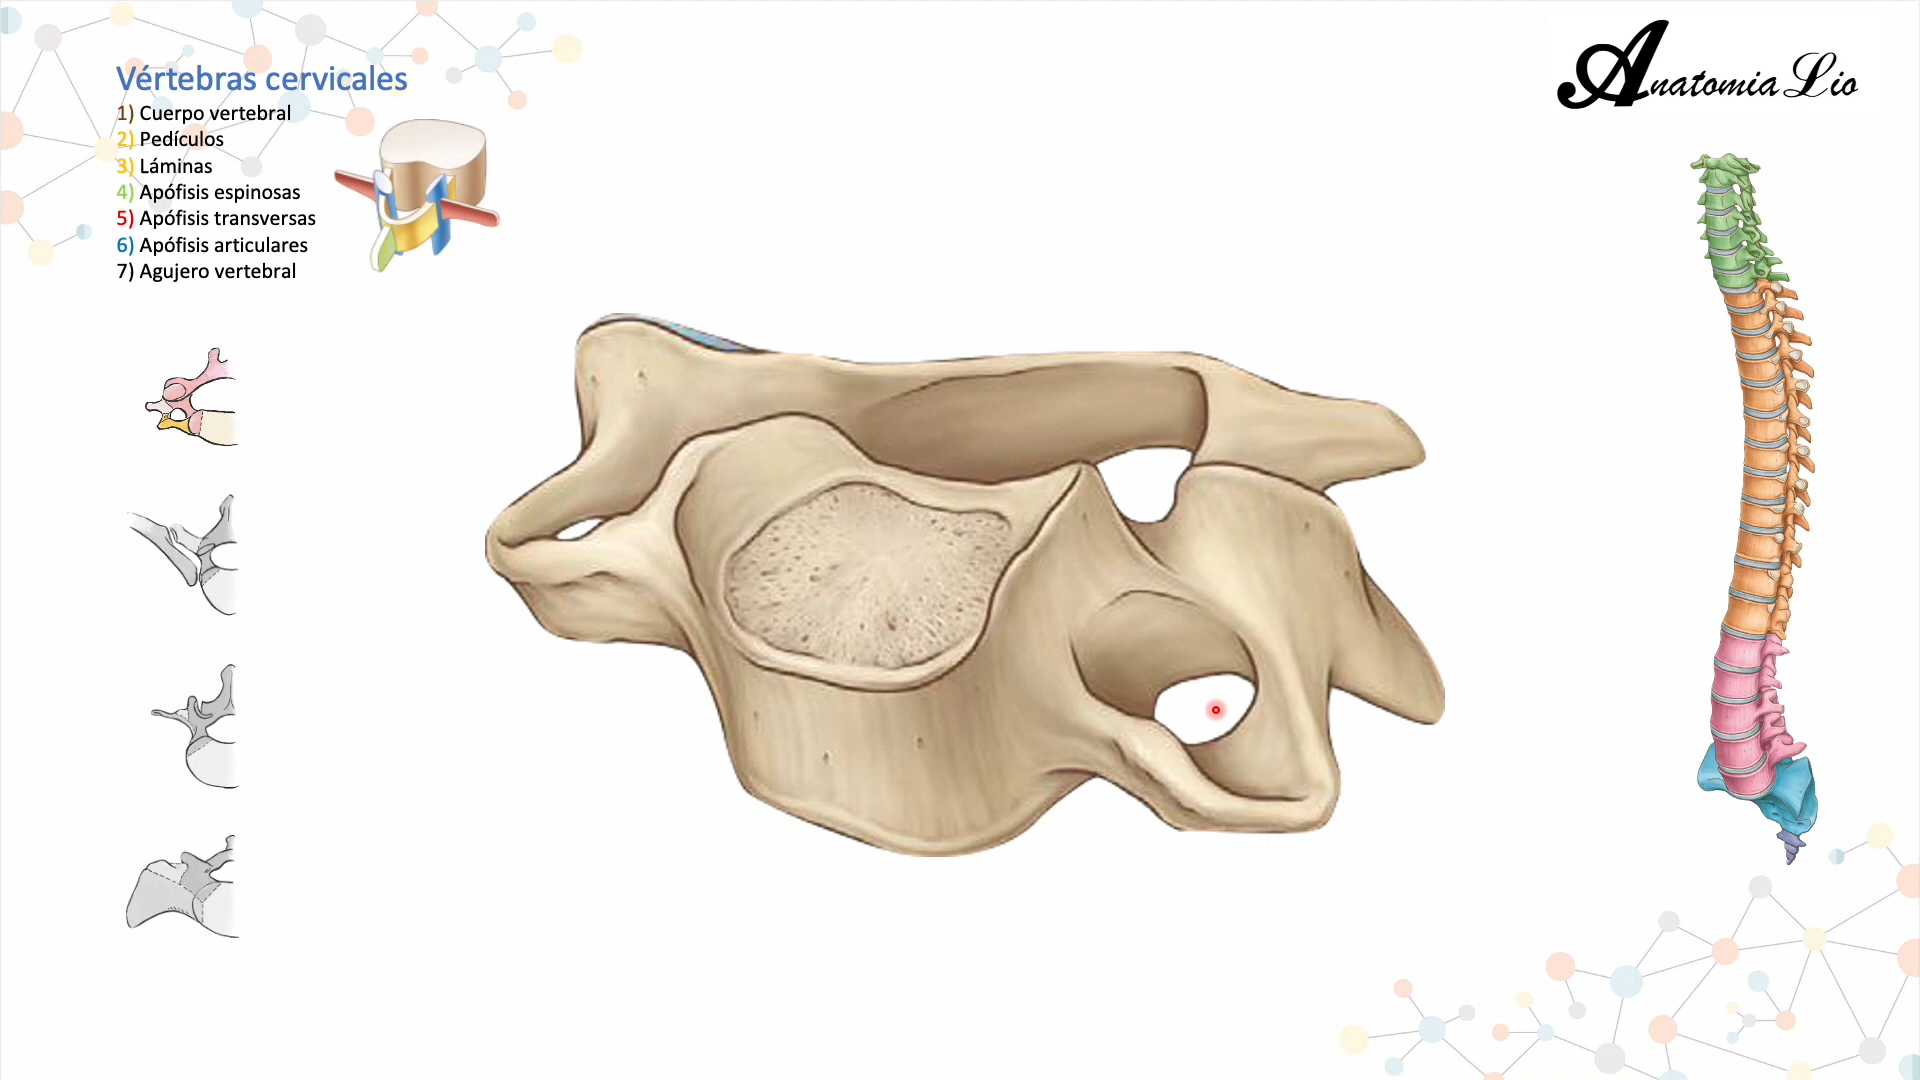 Vértebras cervicales
1) Cuerpo vertebral
2) Pedículos
3) Láminas
4) Apófisis espinosas
5) Apófisis transversas
6) Apófisis articulares
7) Agujero vertebral
Anatomia Lio